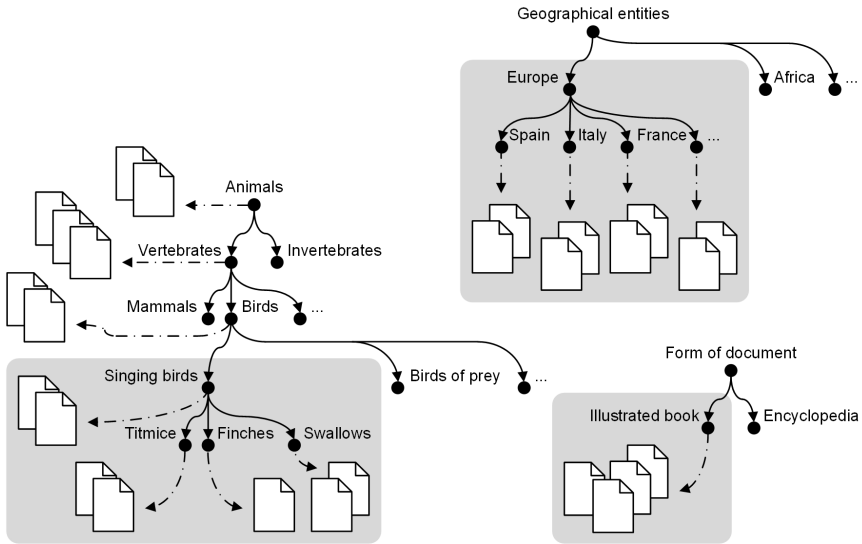 Geographical entities
Europe
Africa
...
Spain
Italy
France
...
Animals
Vertebrates
Invertebrates
Mammals
Birds
...
Singing birds
Birds of prey
...
Titmice
Finches
Swallows
Form of document
Illustrated book
Encyclopedia